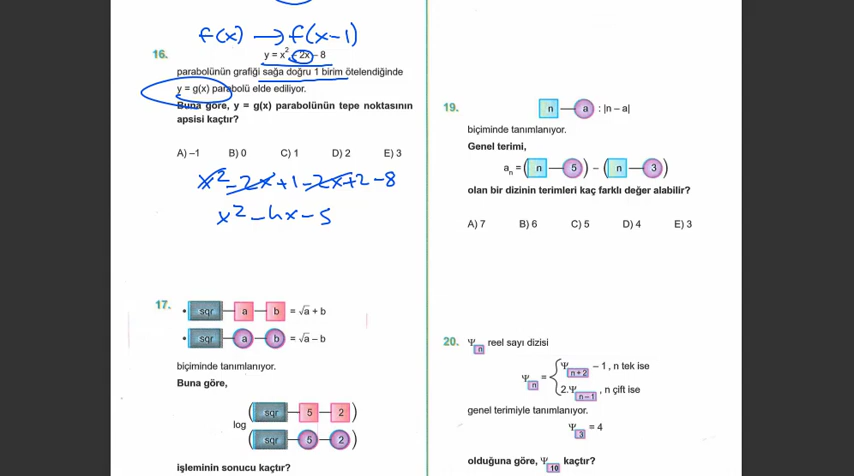 f(x) → f(x-1)
16.
y = x² - 2x - 8
parabolünün grafiği sağa doğru 1 birim ötelendiğinde
y = g(x) parabolü elde ediliyor.
Buna göre, y = g(x) parabolünün tepe noktasının
apsisi kaçtır?
A) –1 B) 0 C) 1 D) 2 E) 3
x² - 2x + 1 - 2x + 2 - 8
x² - 4x - 5
17.
• sqr a b = √a + b
• sqr a b = √a – b
biçiminde tanımlanıyor.
Buna göre,
log
( sqr 5 2 )
( sqr 5 2 )
işleminin sonucu kaçtır?
19.
n a : |n – a|
biçiminde tanımlanıyor.
Genel terimi,
aₙ = ( n 5 ) – ( n 3 )
olan bir dizinin terimleri kaç farklı değer alabilir?
A) 7 B) 6 C) 5 D) 4 E) 3
20. Ψn reel sayı dizisi
Ψn = { Ψn+2 – 1 , n tek ise
2.Ψn–1 , n çift ise
genel terimiyle tanımlanıyor.
Ψ3 = 4
olduğuna göre, Ψ10 kaçtır?